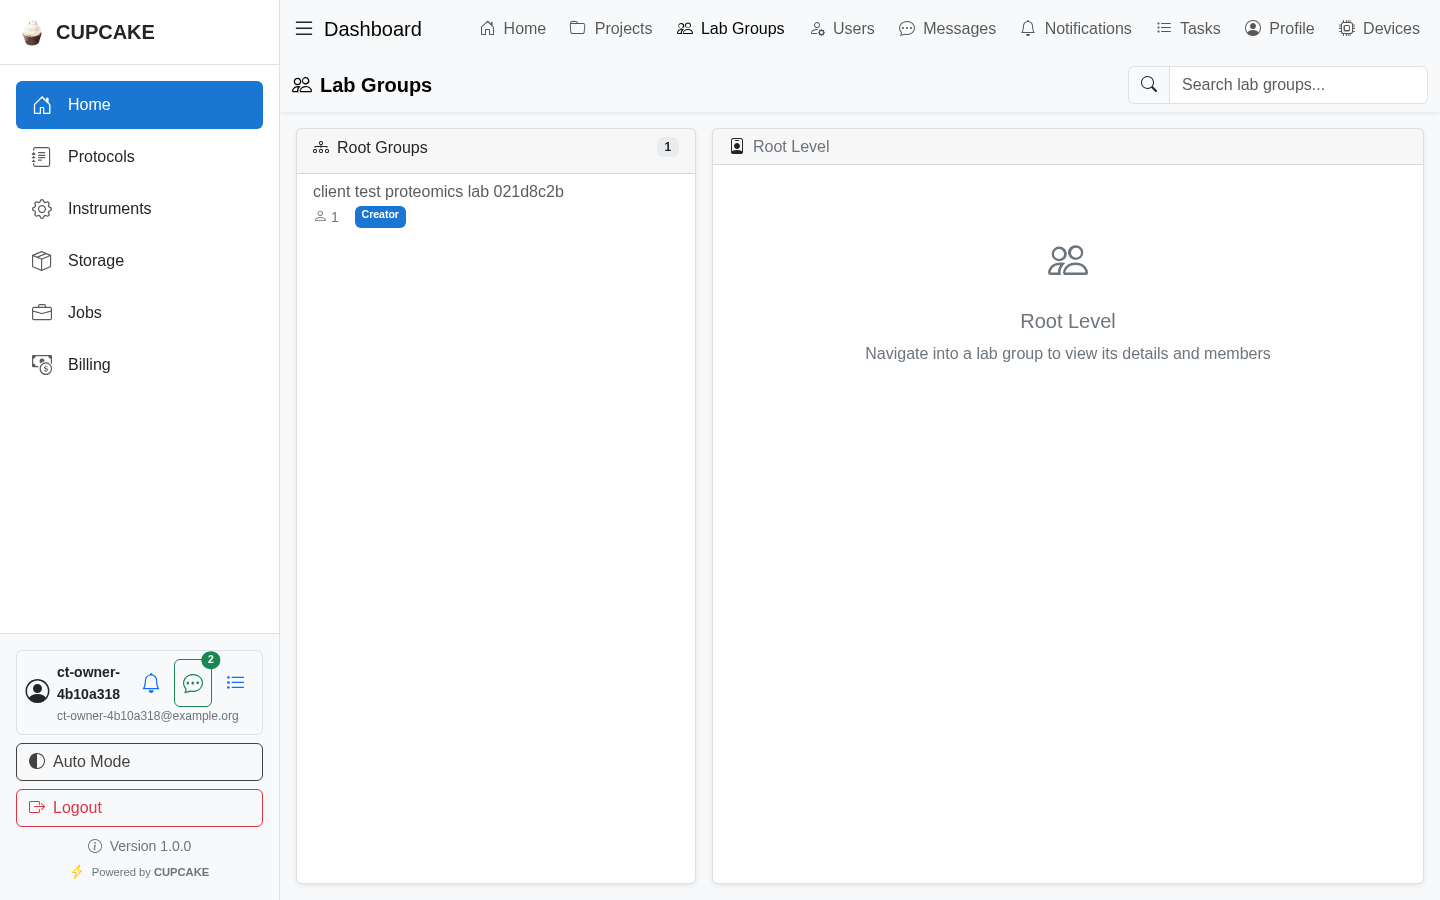 CUPCAKE
Home
Protocols
Instruments
Storage
Jobs
Billing
ct-owner-
4b10a318
2
ct-owner-4b10a318@example.org
Auto Mode
Logout
Version 1.0.0
Powered by CUPCAKE
Dashboard
Home
Projects
Lab Groups
Users
Messages
Notifications
Tasks
Profile
Devices
Lab Groups
Search lab groups...
Root Groups
1
client test proteomics lab 021d8c2b
1
Creator
Root Level
Root Level
Navigate into a lab group to view its details and members